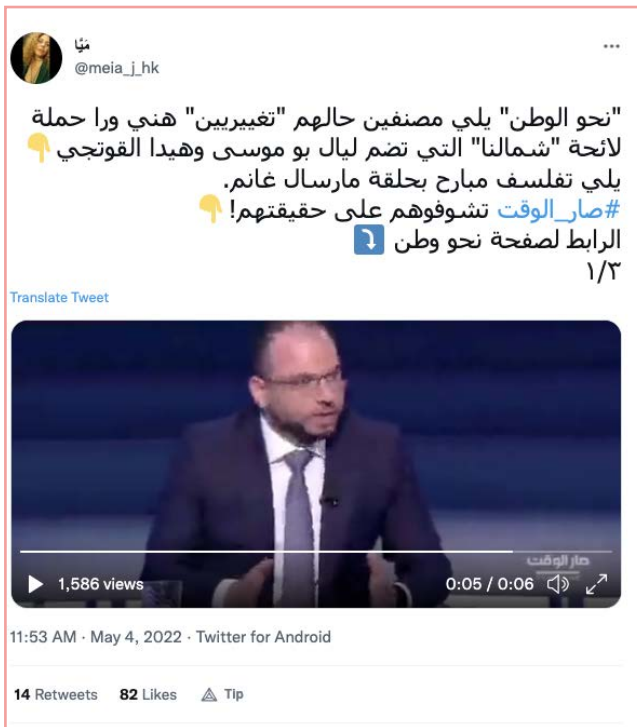 مَيَّا
@meia_j_hk
"نحو الوطن" يلي مصنفين حالهم "تغييريين" هني ورا حملة
لائحة "شمالنا" التي تضم ليال بو موسى وهيدا القوتجي 👇
يلي تفلسف مبارح بحلقة مارسال غانم.
#صار_الوقت تشوفوهم على حقيقتهم! 👇
الرابط لصفحة نحو وطن ⤵️
١/٣
Translate Tweet
صار الوقت
1,586 views
0:05 / 0:06
11:53 AM · May 4, 2022 · Twitter for Android
14 Retweets 82 Likes Tip